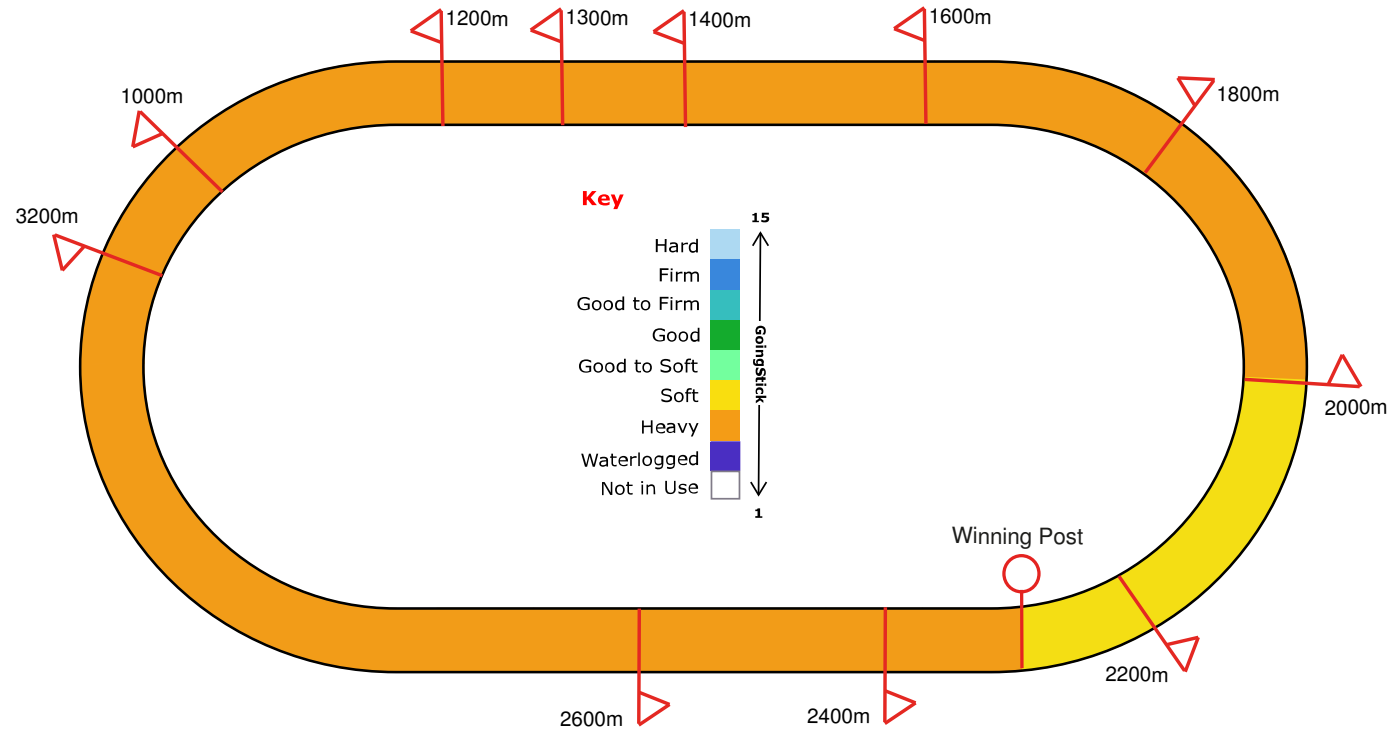 1200m
1300m
1400m
1600m
1000m
1800m
3200m
Key
15
Hard
Firm
Good to Firm
Good
Good to Soft
Soft
Heavy
Waterlogged
Not in Use
GoingStick
1
2000m
Winning Post
2200m
2600m
2400m